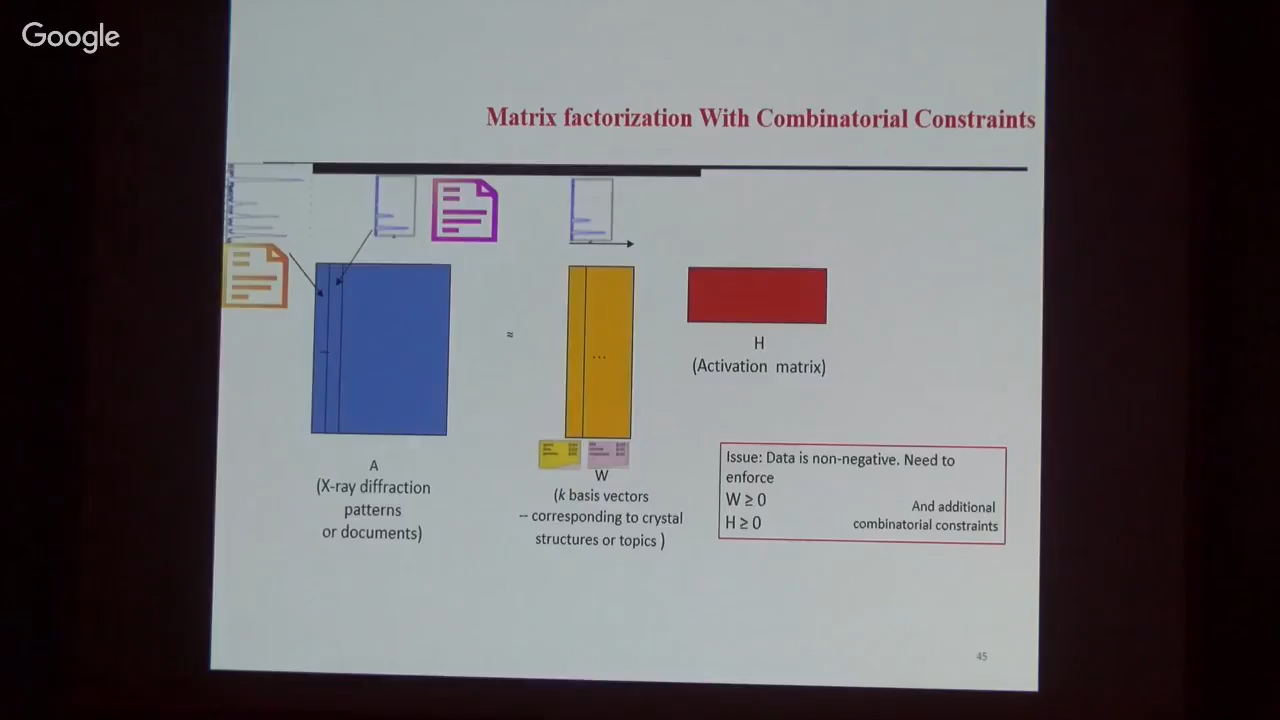 Google
Matrix factorization With Combinatorial Constraints
≈
...
H
(Activation matrix)
A
(X-ray diffraction
patterns
or documents)
W
(k basis vectors
-- corresponding to crystal
structures or topics )
Issue: Data is non-negative. Need to
enforce
W ≥ 0
H ≥ 0
And additional
combinatorial constraints
45